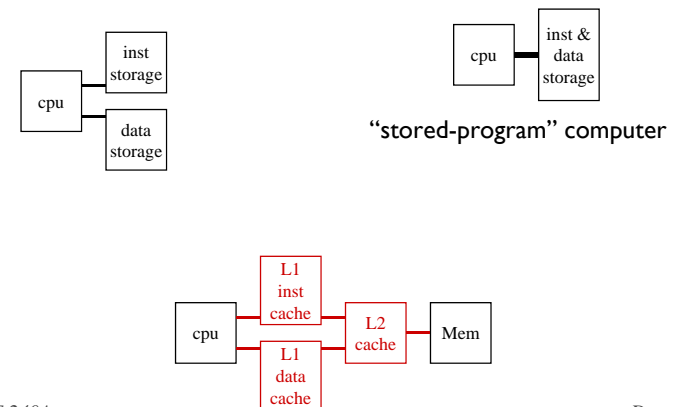 inst
storage
cpu
data
storage
inst &
data
storage
cpu
“stored-program” computer
L1
inst
cache
cpu
L2
cache
Mem
L1
data
cache